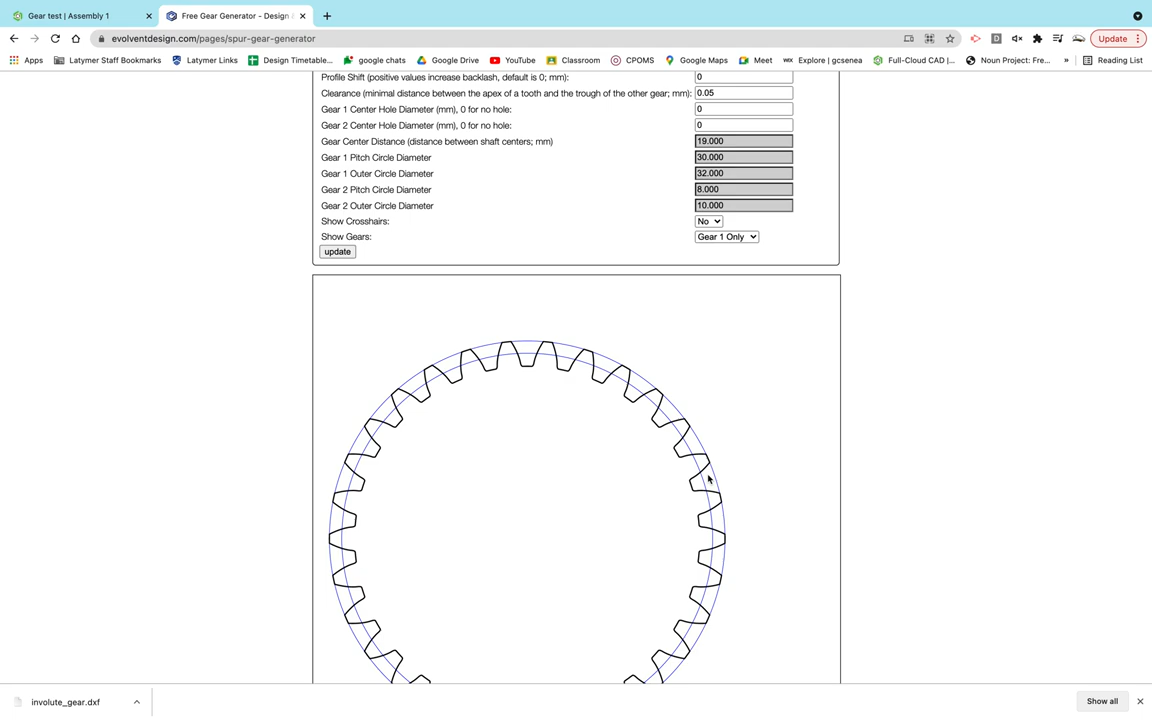 Gear test | Assembly 1
Free Gear Generator - Design &
evolventdesign.com/pages/spur-gear-generator
Update
Apps
Latymer Staff Bookmarks
Latymer Links
Design Timetable...
google chats
Google Drive
YouTube
Classroom
CPOMS
Google Maps
Meet
WIX
Explore | gcsenea
Full-Cloud CAD |...
Noun Project: Fre...
»
Reading List
Profile Shift (positive values increase backlash, default is 0; mm):
0
Clearance (minimal distance between the apex of a tooth and the trough of the other gear; mm):
0.05
Gear 1 Center Hole Diameter (mm), 0 for no hole:
0
Gear 2 Center Hole Diameter (mm), 0 for no hole:
0
Gear Center Distance (distance between shaft centers; mm)
19.000
Gear 1 Pitch Circle Diameter
30.000
Gear 1 Outer Circle Diameter
32.000
Gear 2 Pitch Circle Diameter
8.000
Gear 2 Outer Circle Diameter
10.000
Show Crosshairs:
No
Show Gears:
Gear 1 Only
update
involute_gear.dxf
Show all